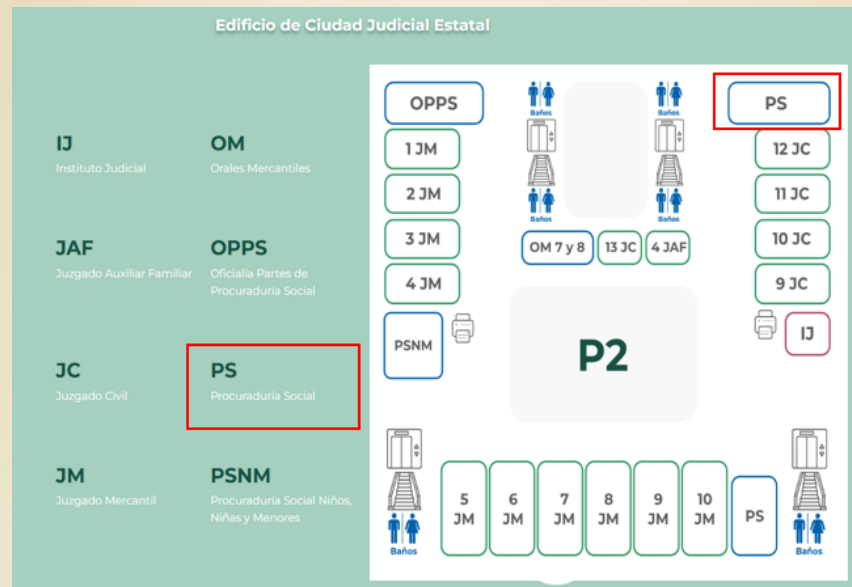 Edificio de Ciudad Judicial Estatal
IJ
Instituto Judicial
OM
Orales Mercantiles
JAF
Juzgado Auxiliar Familiar
OPPS
Oficialía Partes de
Procuraduría Social
JC
Juzgado Civil
PS
Procuraduría Social
JM
Juzgado Mercantil
PSNM
Procuraduría Social Niños,
Niñas y Menores
OPPS
Baños
Baños
PS
1 JM
12 JC
2 JM
11 JC
Baños
Baños
3 JM
OM 7 y 8
13 JC
4 JAF
10 JC
4 JM
9 JC
PSNM
P2
IJ
5
JM
6
JM
7
JM
8
JM
9
JM
10
JM
PS
Baños
Baños